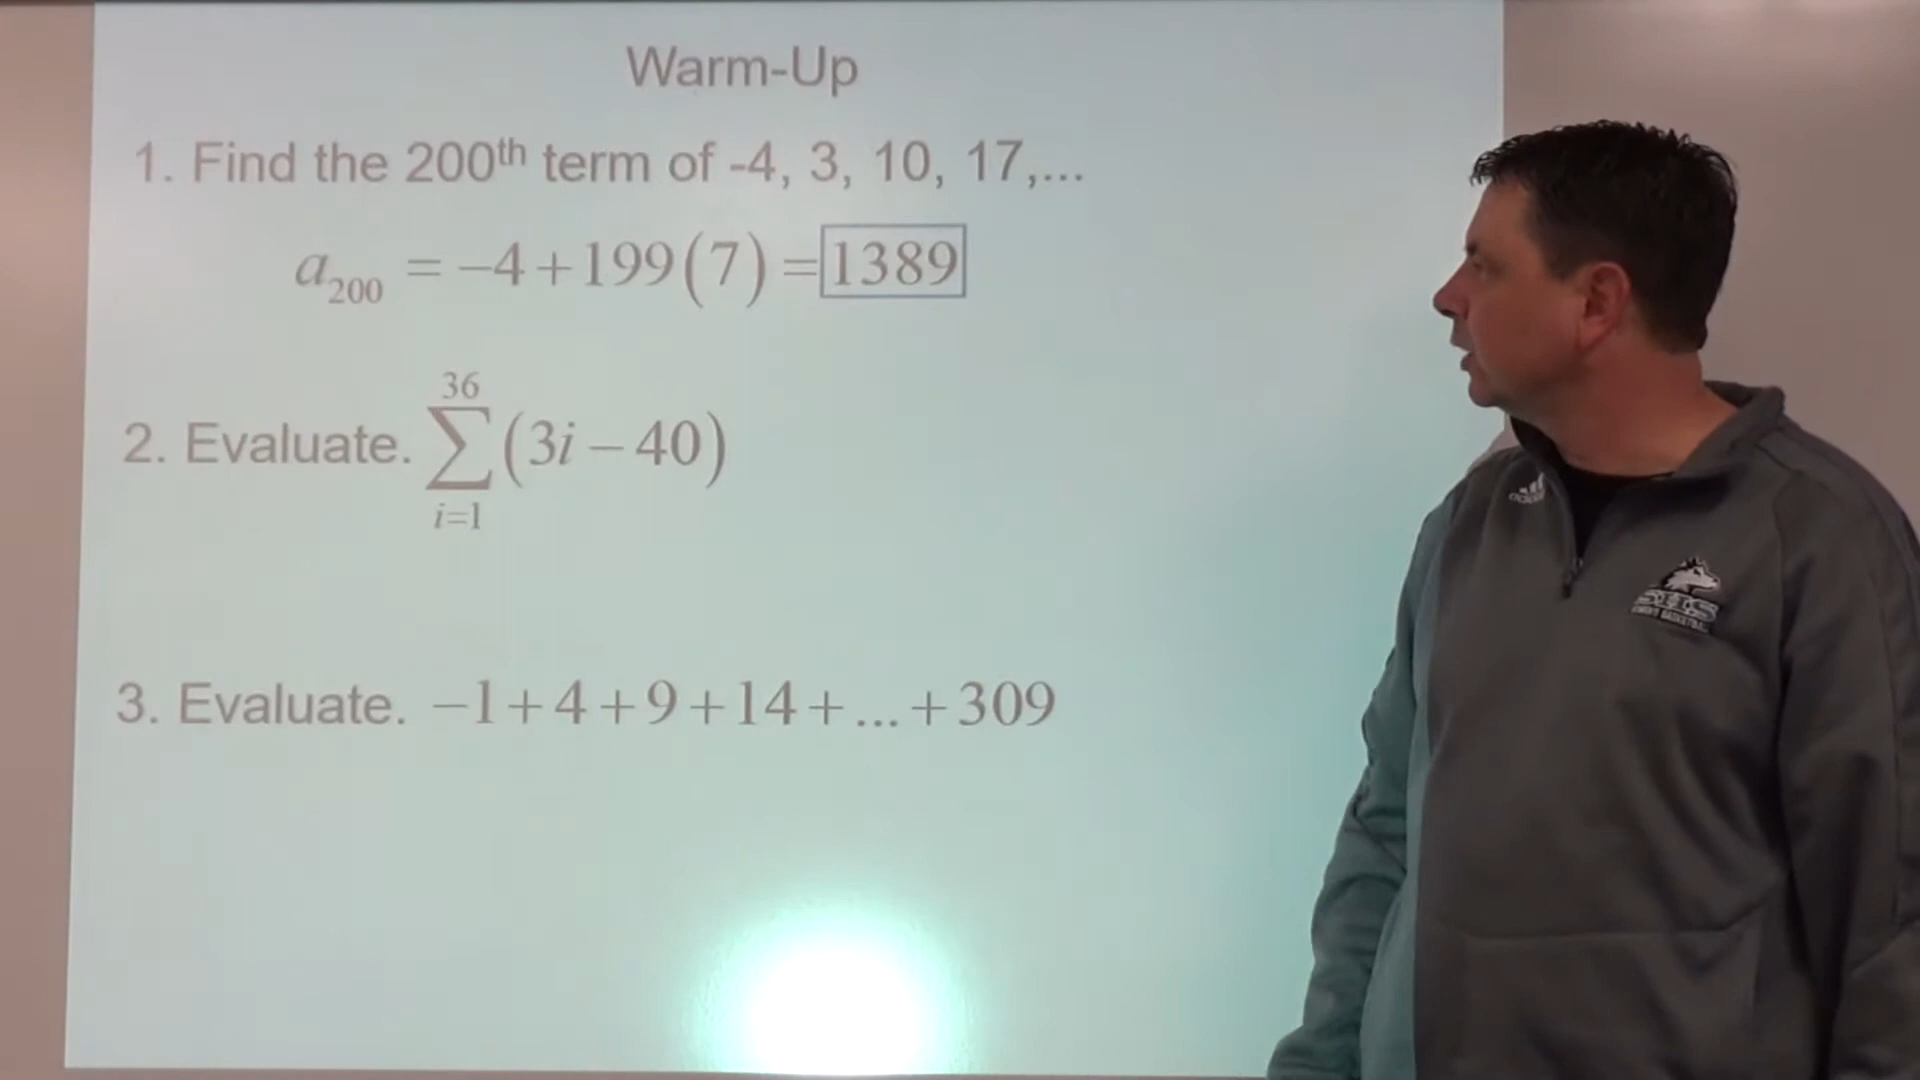 Warm-Up
1. Find the 200th term of -4, 3, 10, 17,...
a₂₀₀ = −4+199(7) = 1389
36
2. Evaluate. ∑(3i−40)
i=1
3. Evaluate. −1+4+9+14+...+309
adidas